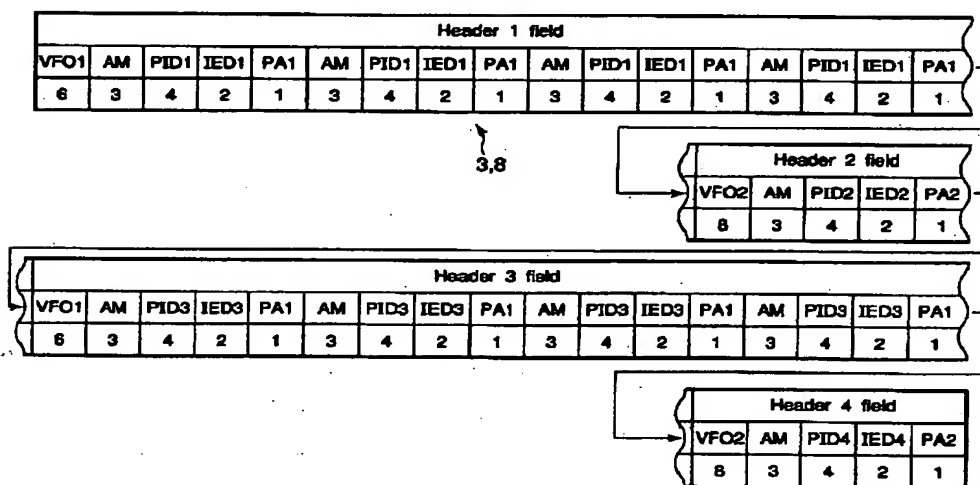 Header 1 field
VFO1 AM PID1 IED1 PA1 AM PID1 IED1 PA1 AM PID1 IED1 PA1 AM PID1 IED1 PA1
6 3 4 2 1 3 4 2 1 3 4 2 1 3 4 2 1
3,8
Header 2 field
VFO2 AM PID2 IED2 PA2
8 3 4 2 1
Header 3 field
VFO1 AM PID3 IED3 PA1 AM PID3 IED3 PA1 AM PID3 IED3 PA1 AM PID3 IED3 PA1
6 3 4 2 1 3 4 2 1 3 4 2 1 3 4 2 1
Header 4 field
VFO2 AM PID4 IED4 PA2
8 3 4 2 1